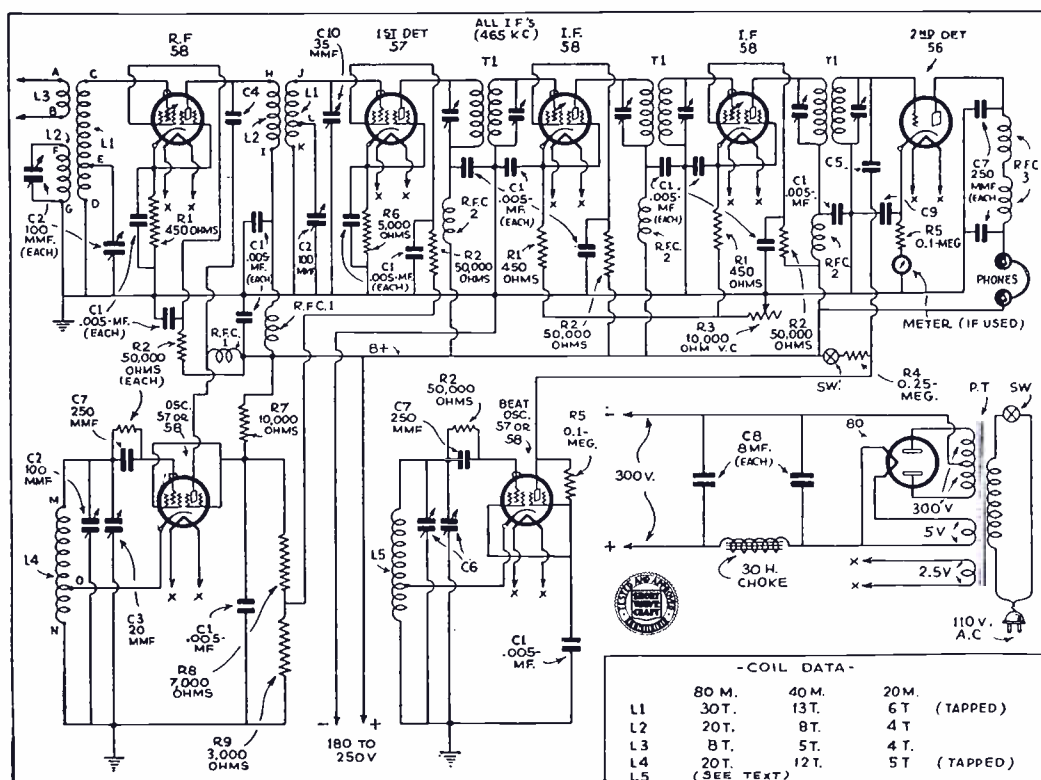 ALL I F'S
(465 KC)
R.F
58
C10
35
MMF
1ST DET
57
I.F.
58
I.F.
58
2ND DET
56
T1
T1
T1
A
L3
B
C
L2
F
G
L1
E
D
C2
100
MMF.
(EACH)
C1
.005-MF.
(EACH)
R1
450 OHMS
X X
C4
H
L2
I
J
L1
L
K
C1
.005-
MF.
(EACH)
C2
100 MMF
R6
5,000
OHMS
X X
C1
.005-MF.
(EACH)
R.F.C
2
R2
50,000
OHMS
C1
.005-
MF.
(EACH)
R1
450
OHMS
X X
R2
50,000
OHMS
C1
.005-
MF
(EACH)
R.F.C.
2
R1
450
OHMS
X X
R3
10,000
OHM V.C
R2
50,000
OHMS
C1
.005-
MF
(EACH)
R.F.C.
2
C5
C9
R5
0.1-MEG
X X
C7
250
MMF
(EACH)
R.F.C
3
PHONES
METER (IF USED)
R2
50,000
OHMS
(EACH)
R.F.C.
1
R.F.C.1
B+
SW.
R4
0.25-
MEG.
C7
250
MMF
OSC.
57 OR
58
R7
10,000
OHMS
C2
100
MMF
M
L4
O
N
C3
20
MMF
X X
C1
.005-
MF
R8
7,000
OHMS
R9
3,000
OHMS
- +
180 TO
250V
R2
50,000
OHMS
C7
250
MMF
BEAT
OSC.
57 OR
58
R5
0.1-
MEG.
L5
C6
X X
C1
.005-
MF.
-
300V.
+
C8
8 MF.
(EACH)
30 H.
CHOKE
80
P.T
SW
300 V
5V
2.5V
X
X
110V.
A.C
TESTED AND APPROVED
SHORT
WAVE
CRAFT
-COIL DATA-
80 M. 40 M. 20 M.
L1 30T. 13T. 6T (TAPPED)
L2 20T. 8T. 4T
L3 8T. 5T. 4T.
L4 20T. 12T. 5T (TAPPED)
L5 (SEE TEXT)